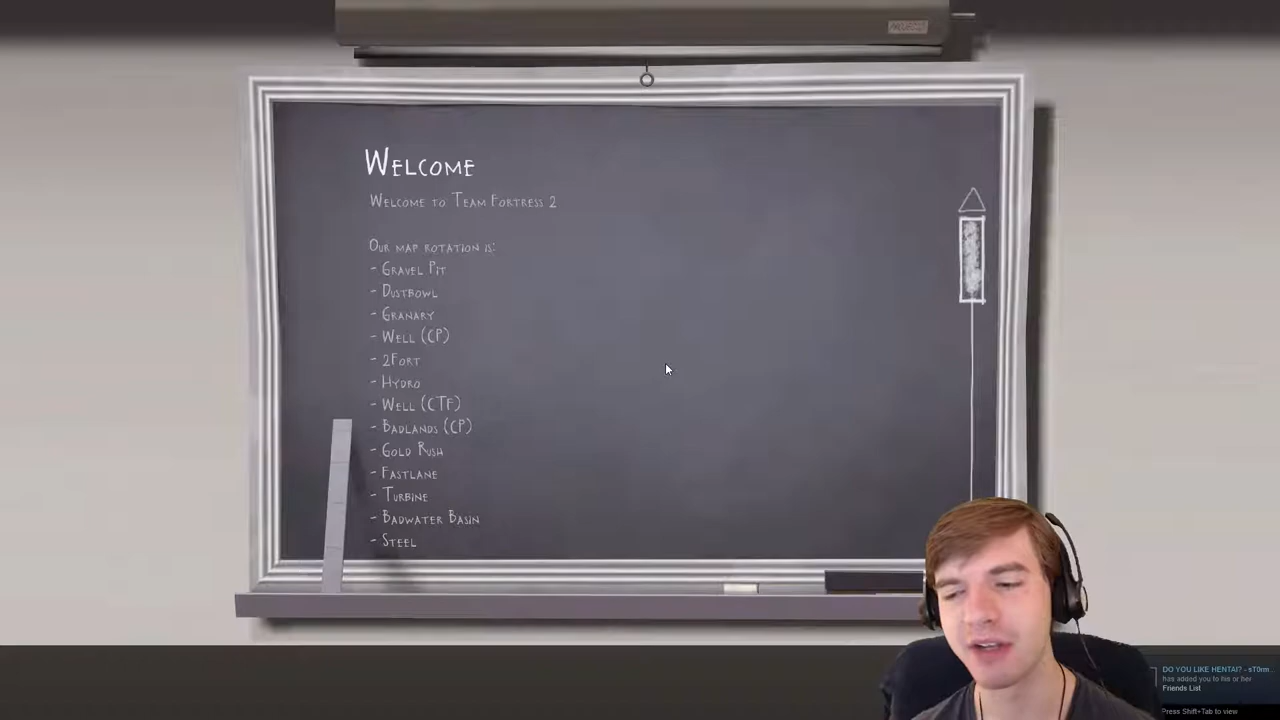 Welcome
Welcome to Team Fortress 2
Our map rotation is:
- Gravel Pit
- Dustbowl
- Granary
- Well (CP)
- 2Fort
- Hydro
- Well (CTF)
- Badlands (CP)
- Gold Rush
- Fastlane
- Turbine
- Badwater Basin
- Steel
DO YOU LIKE HENTAI? - sT0rm...
has added you to his or her
Friends List
Press Shift+Tab to view